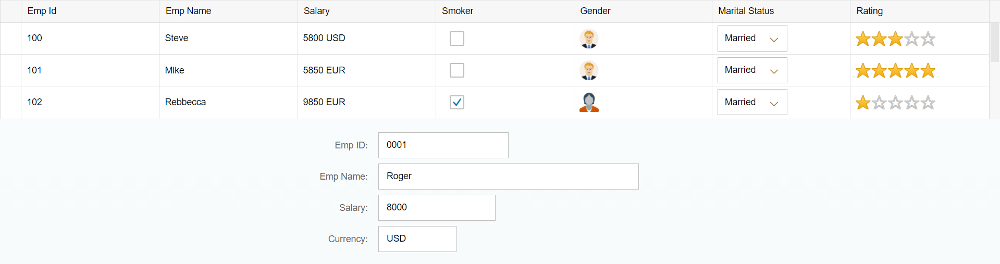 Emp Id Emp Name Salary Smoker Gender Marital Status Rating
100 Steve 5800 USD Married
101 Mike 5850 EUR Married
102 Rebbecca 9850 EUR Married
Emp ID: 0001
Emp Name: Roger
Salary: 8000
Currency: USD